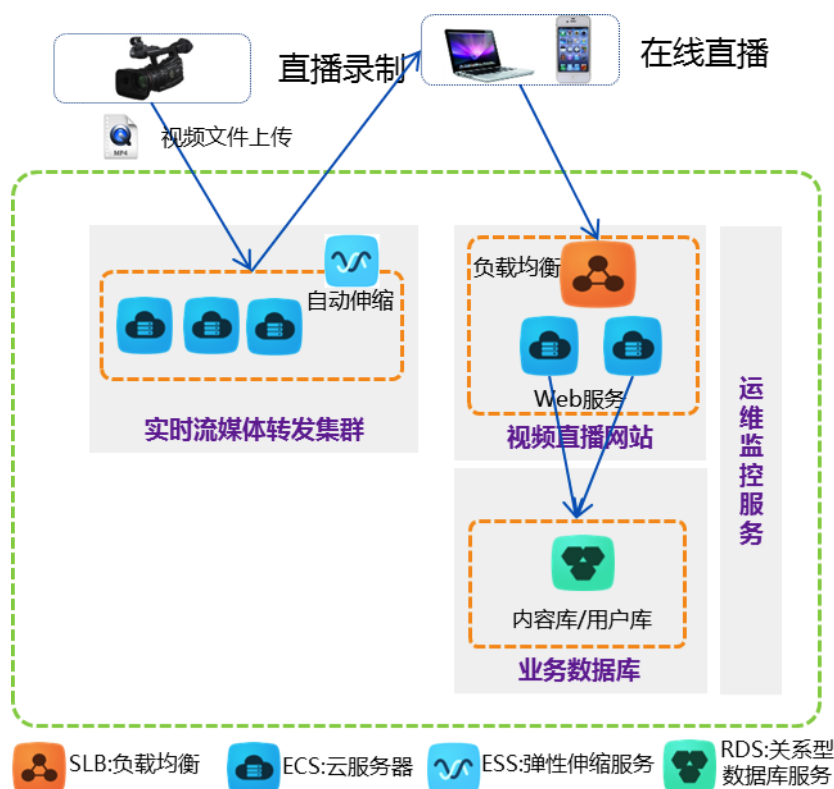 直播录制
在线直播
MP4
视频文件上传
自动伸缩
负载均衡
Web服务
实时流媒体转发集群
视频直播网站
运维监控服务
内容库/用户库
业务数据库
SLB:负载均衡
ECS:云服务器
ESS:弹性伸缩服务
RDS:关系型
数据库服务